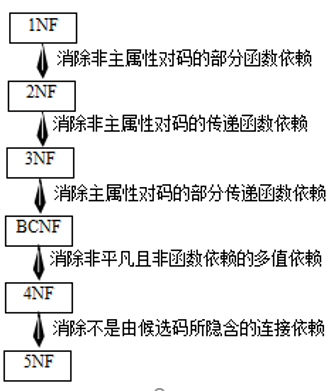 1NF
消除非主属性对码的部分函数依赖
2NF
消除非主属性对码的传递函数依赖
3NF
消除主属性对码的部分传递函数依赖
BCNF
消除非平凡且非函数依赖的多值依赖
4NF
消除不是由候选码所隐含的连接依赖
5NF